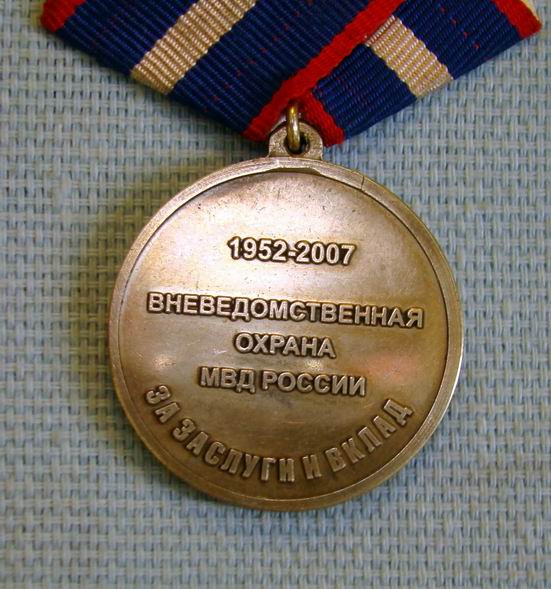 1952-2007
ВНЕВЕДОМСТВЕННАЯ
ОХРАНА
МВД РОССИИ
ЗА ЗАСЛУГИ И ВКЛАД